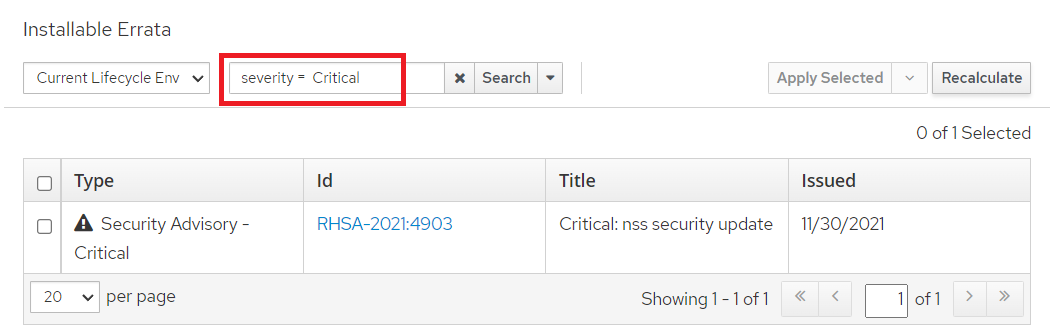 Installable Errata
Current Lifecycle Env severity = Critical Search Apply Selected Recalculate
0 of 1 Selected
Type Id Title Issued
Security Advisory - RHSA-2021:4903 Critical: nss security update 11/30/2021
Critical
20 per page Showing 1 - 1 of 1 1 of 1